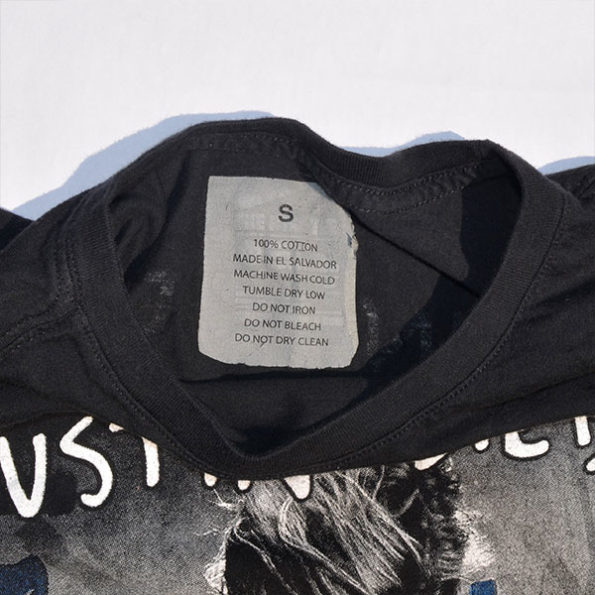 S
100% COTTON
MADE IN EL SALVADOR
MACHINE WASH COLD
TUMBLE DRY LOW
DO NOT IRON
DO NOT BLEACH
DO NOT DRY CLEAN